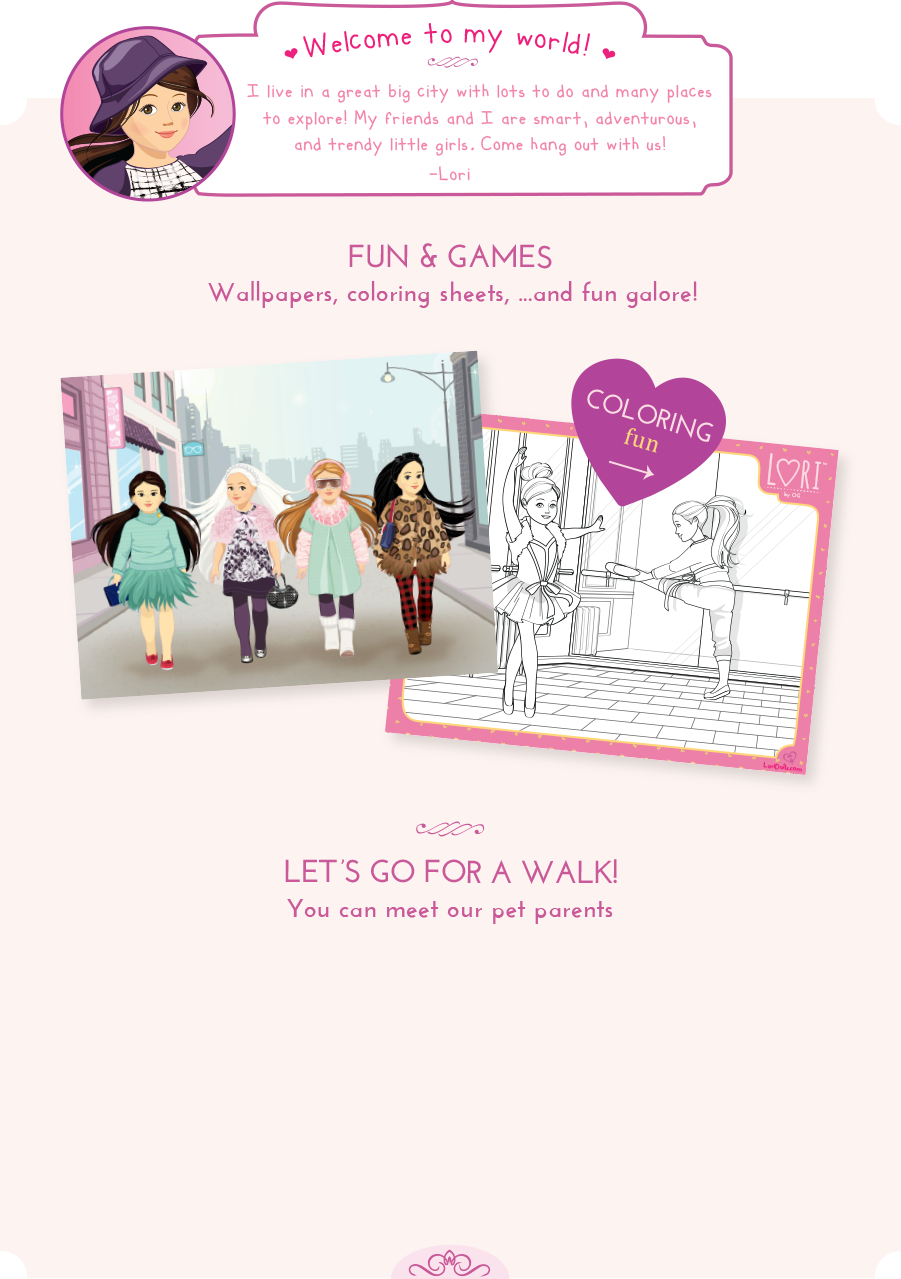 Welcome to my world!
I live in a great big city with lots to do and many places
to explore! My friends and I are smart, adventurous,
and trendy little girls. Come hang out with us!
-Lori
FUN & GAMES
Wallpapers, coloring sheets, ...and fun galore!
COLORING
fun
LORI™
by OG
LoriDolls.com
LET'S GO FOR A WALK!
You can meet our pet parents